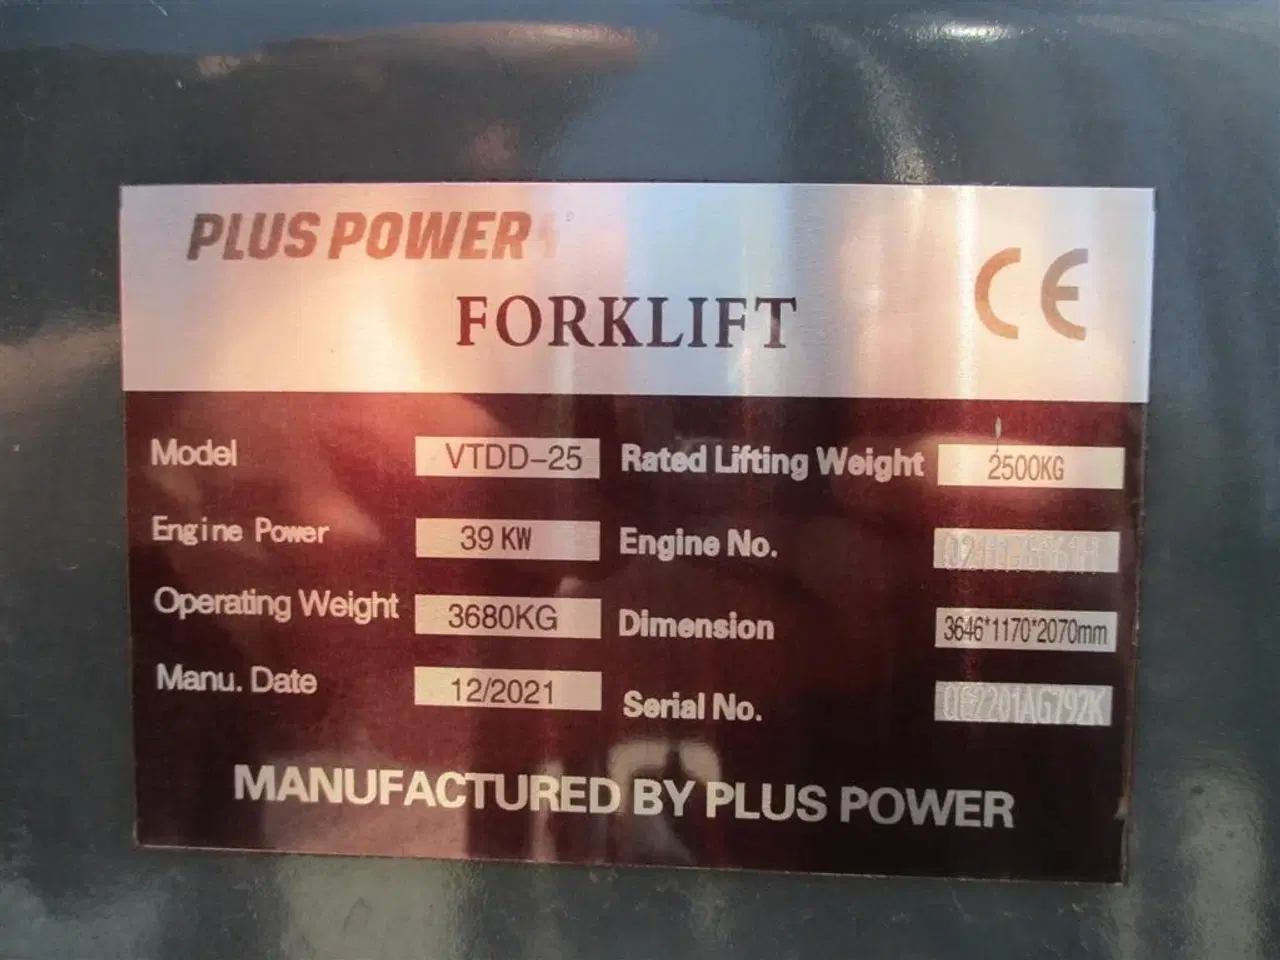 PLUS POWER
FORKLIFT
CE
Model VTDD-25 Rated Lifting Weight 2500KG
Engine Power 39 KW Engine No.
Operating Weight 3680KG Dimension 3646*1170*2070mm
Manu. Date 12/2021 Serial No.
MANUFACTURED BY PLUS POWER